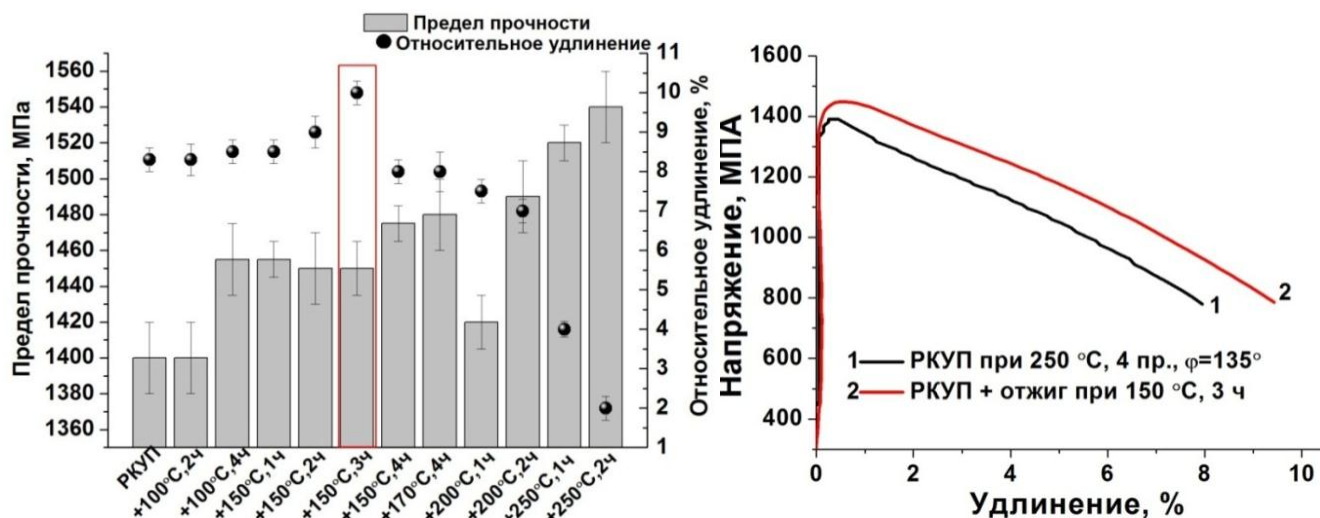 Предел прочности
Относительное удлинение
Предел прочности, МПа
1560
1540
1520
1500
1480
1460
1440
1420
1400
1380
1360
11
10
9
8
7
6
5
4
3
2
1
Относительное удлинение, %
РКУП
+100°С,2ч
+100°С,4ч
+150°С,1ч
+150°С,2ч
+150°С,3ч
+150°С,4ч
+170°С,4ч
+200°С,1ч
+200°С,2ч
+250°С,1ч
+250°С,2ч
Напряжение, МПА
1600
1400
1200
1000
800
600
400
1
2
1 РКУП при 250 °С, 4 пр., φ=135°
2 РКУП + отжиг при 150 °С, 3 ч
0 2 4 6 8 10
Удлинение, %